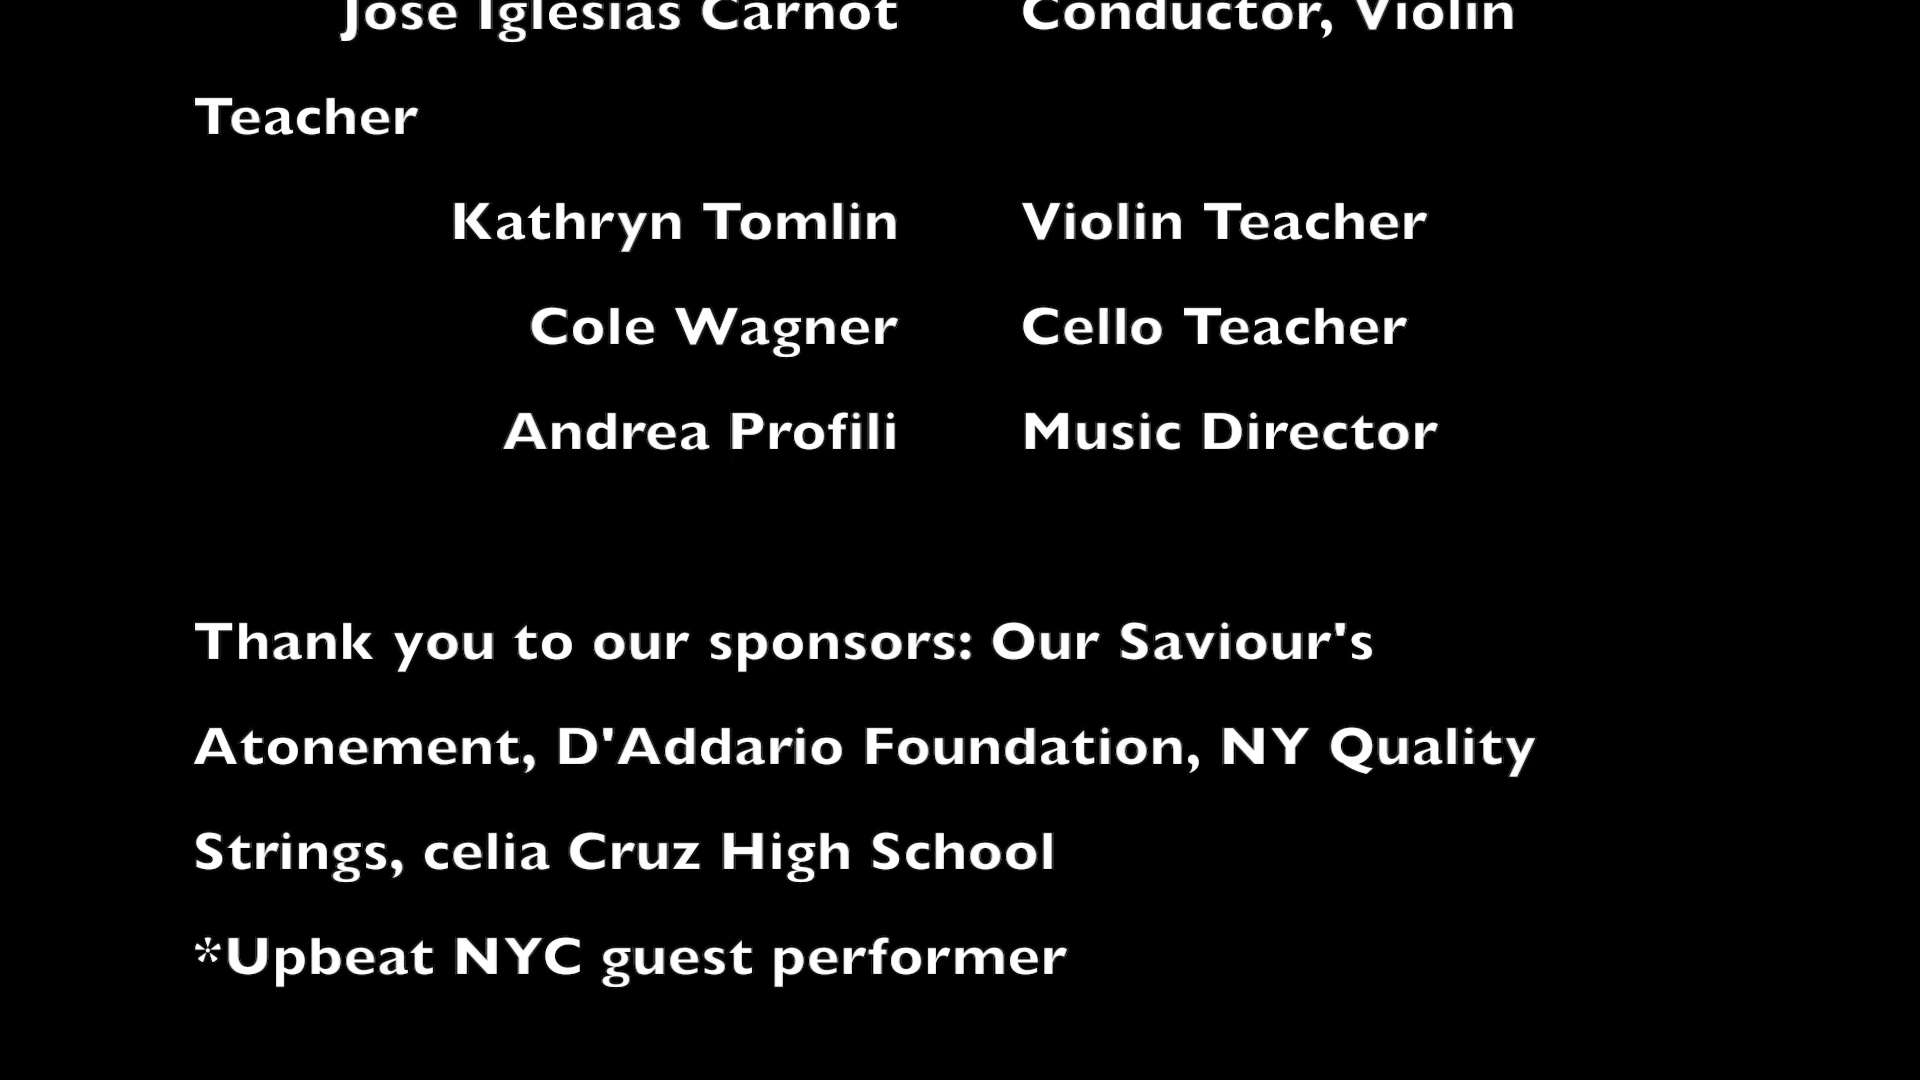 Jose Iglesias Carnot Conductor, Violin
Teacher
Kathryn Tomlin Violin Teacher
Cole Wagner Cello Teacher
Andrea Profili Music Director
Thank you to our sponsors: Our Saviour's
Atonement, D'Addario Foundation, NY Quality
Strings, celia Cruz High School
*Upbeat NYC guest performer